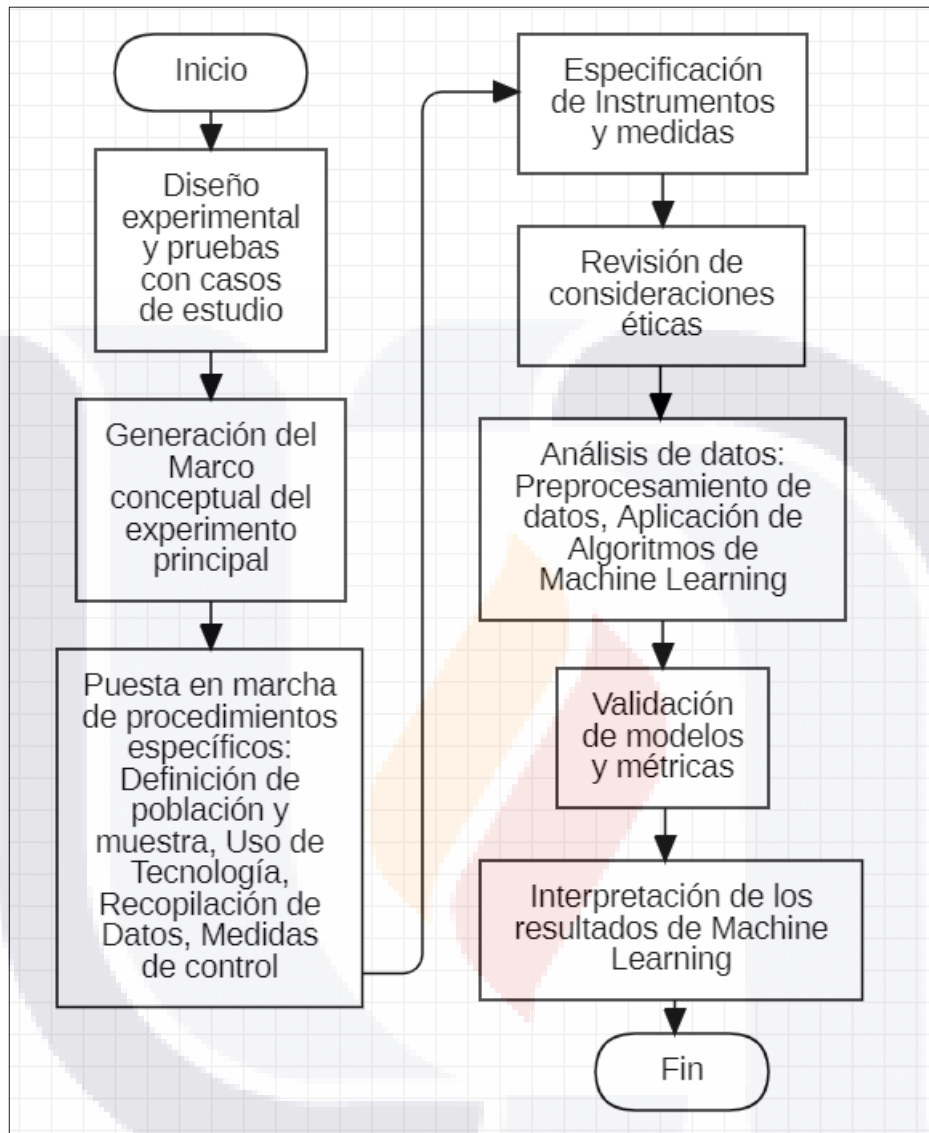 Inicio
Diseño
experimental
y pruebas
con casos
de estudio
Generación del
Marco
conceptual del
experimento
principal
Puesta en marcha
de procedimientos
específicos:
Definición de
población y
muestra, Uso de
Tecnología,
Recopilación de
Datos, Medidas
de control
Especificación
de Instrumentos
y medidas
Revisión de
consideraciones
éticas
Análisis de datos:
Preprocesamiento de
datos, Aplicación de
Algoritmos de
Machine Learning
Validación
de modelos
y métricas
Interpretación de los
resultados de Machine
Learning
Fin